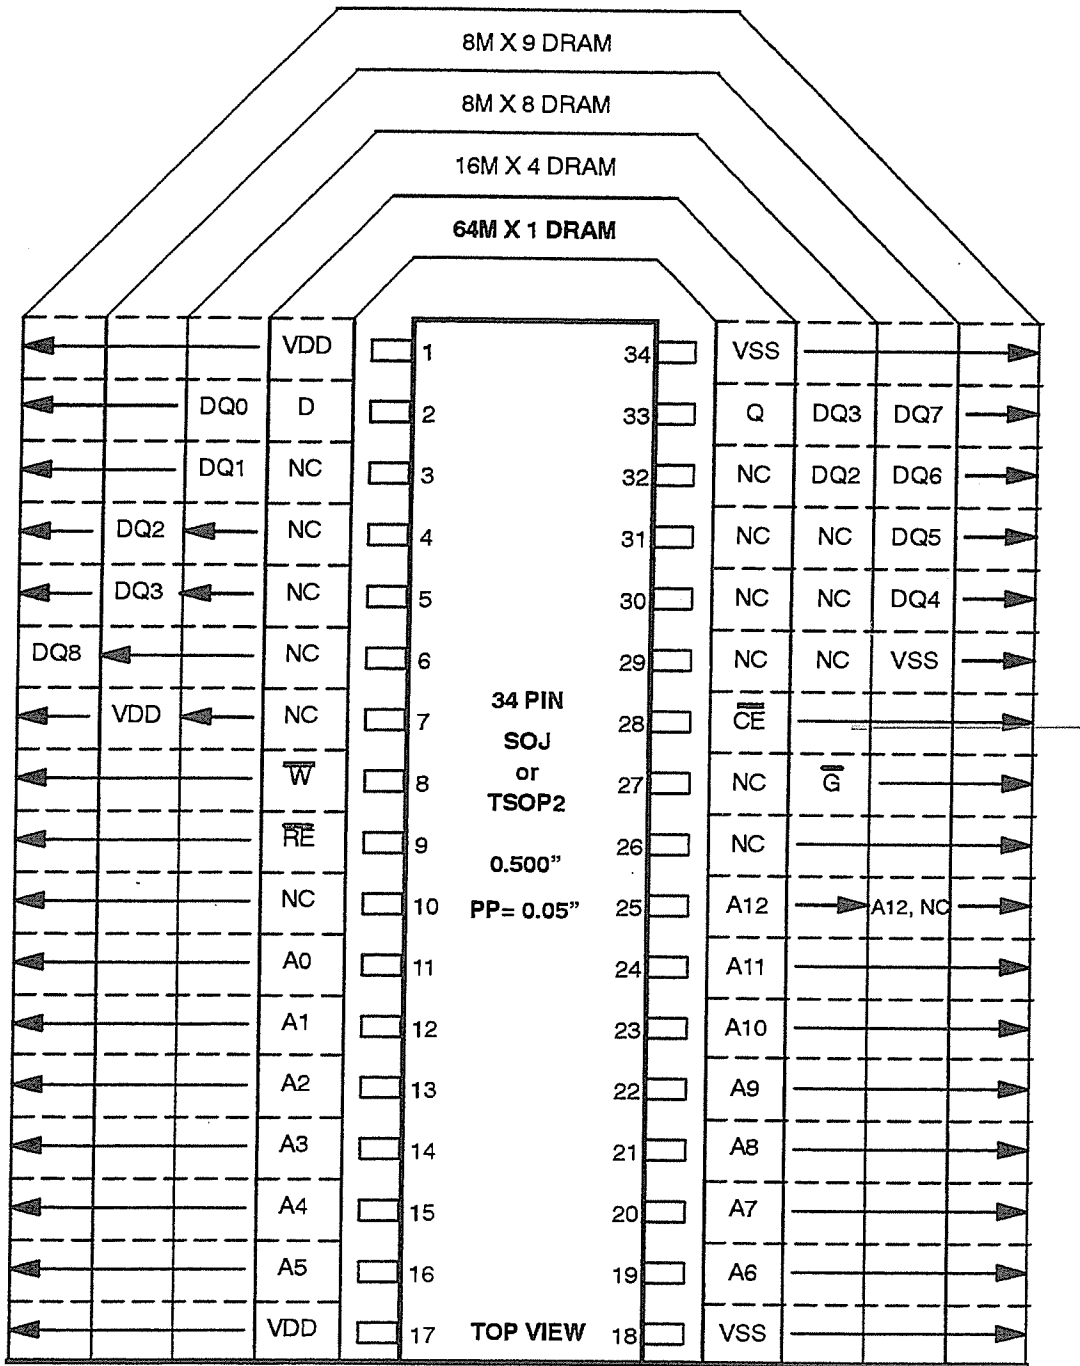 8M X 9 DRAM
8M X 8 DRAM
16M X 4 DRAM
64M X 1 DRAM
VDD 1 34 VSS
DQ0 D 2 33 Q DQ3 DQ7
DQ1 NC 3 32 NC DQ2 DQ6
DQ2 NC 4 31 NC NC DQ5
DQ3 NC 5 30 NC NC DQ4
DQ8 NC 6 29 NC NC VSS
VDD NC 7 28 C̅E̅
W̅ 8 27 NC G̅
R̅E̅ 9 26 NC
NC 10 25 A12 A12, NC
A0 11 24 A11
A1 12 23 A10
A2 13 22 A9
A3 14 21 A8
A4 15 20 A7
A5 16 19 A6
VDD 17 18 VSS
34 PIN
SOJ
or
TSOP2
0.500”
PP= 0.05”
TOP VIEW